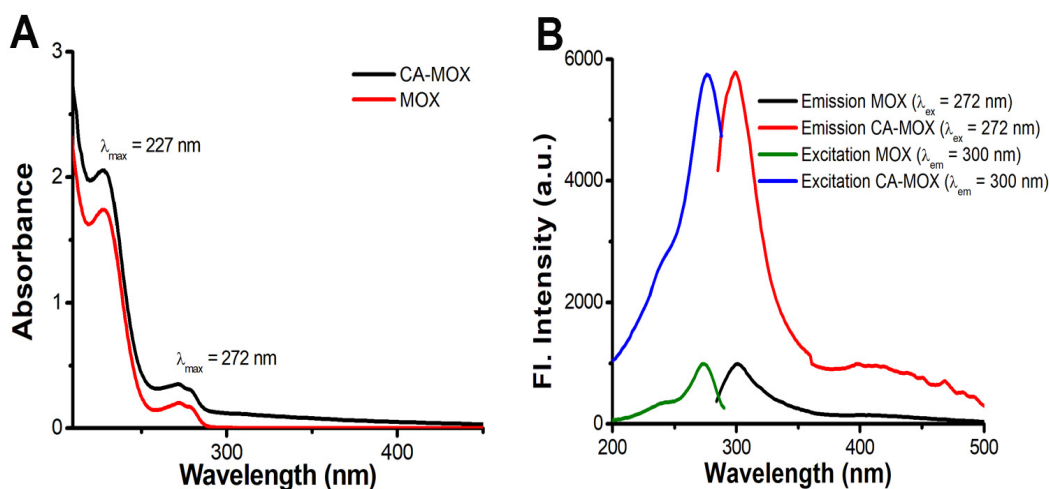 A
3
2
1
0
Absorbance
CA-MOX
MOX
λmax = 227 nm
λmax = 272 nm
300
400
Wavelength (nm)
B
6000
4000
2000
0
Fl. Intensity (a.u.)
Emission MOX (λex = 272 nm)
Emission CA-MOX (λex = 272 nm)
Excitation MOX (λem = 300 nm)
Excitation CA-MOX (λem = 300 nm)
200
300
400
500
Wavelength (nm)